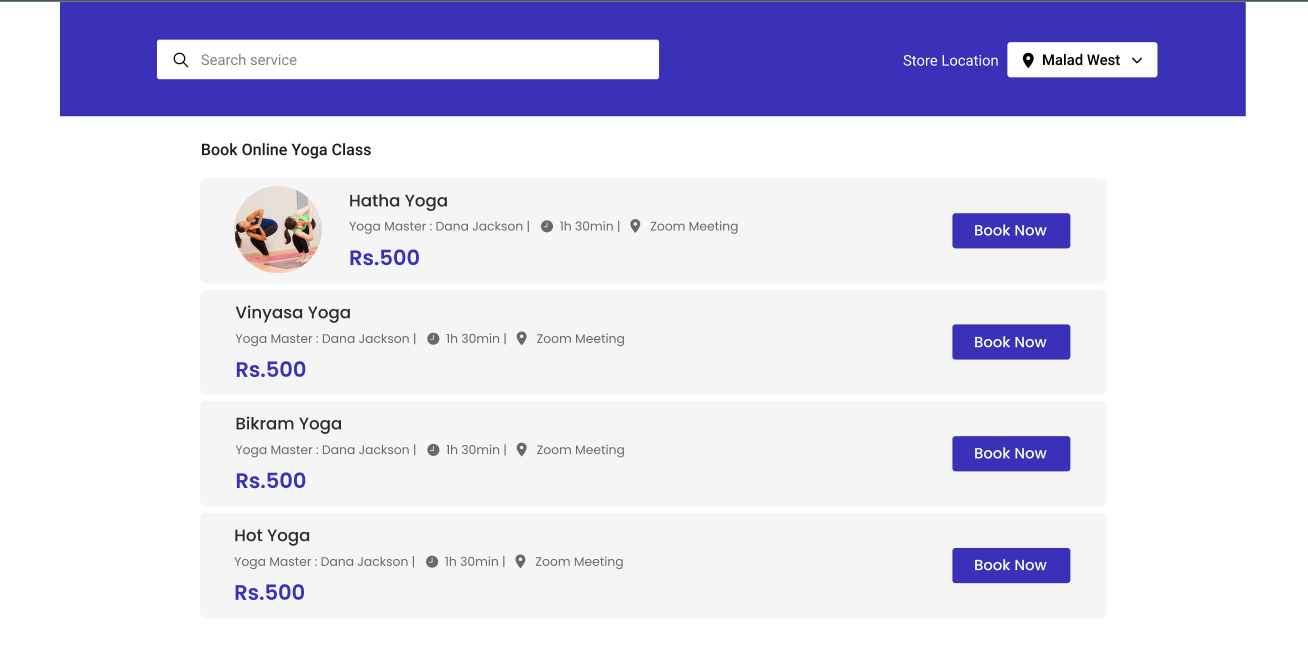 Search service
Store Location
Malad West
Book Online Yoga Class
Hatha Yoga
Yoga Master : Dana Jackson | 1h 30min | Zoom Meeting
Rs.500
Book Now
Vinyasa Yoga
Yoga Master : Dana Jackson | 1h 30min | Zoom Meeting
Rs.500
Book Now
Bikram Yoga
Yoga Master : Dana Jackson | 1h 30min | Zoom Meeting
Rs.500
Book Now
Hot Yoga
Yoga Master : Dana Jackson | 1h 30min | Zoom Meeting
Rs.500
Book Now